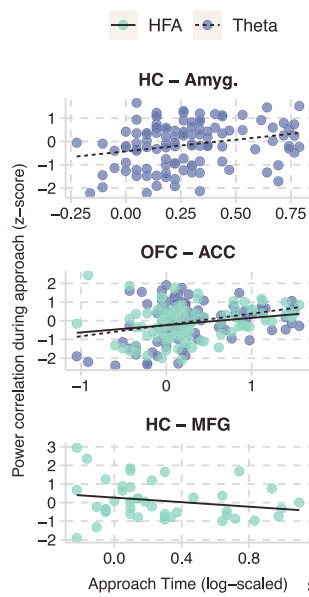 HFA Theta
HC – Amyg.
1
0
−1
−2
−0.25 0.00 0.25 0.50 0.75
OFC – ACC
2
1
0
−1
−2
−1 0 1
HC – MFG
3
2
1
0
−1
−2
0.0 0.4 0.8
Approach Time (log−scaled)
Power correlation during approach (z−score)